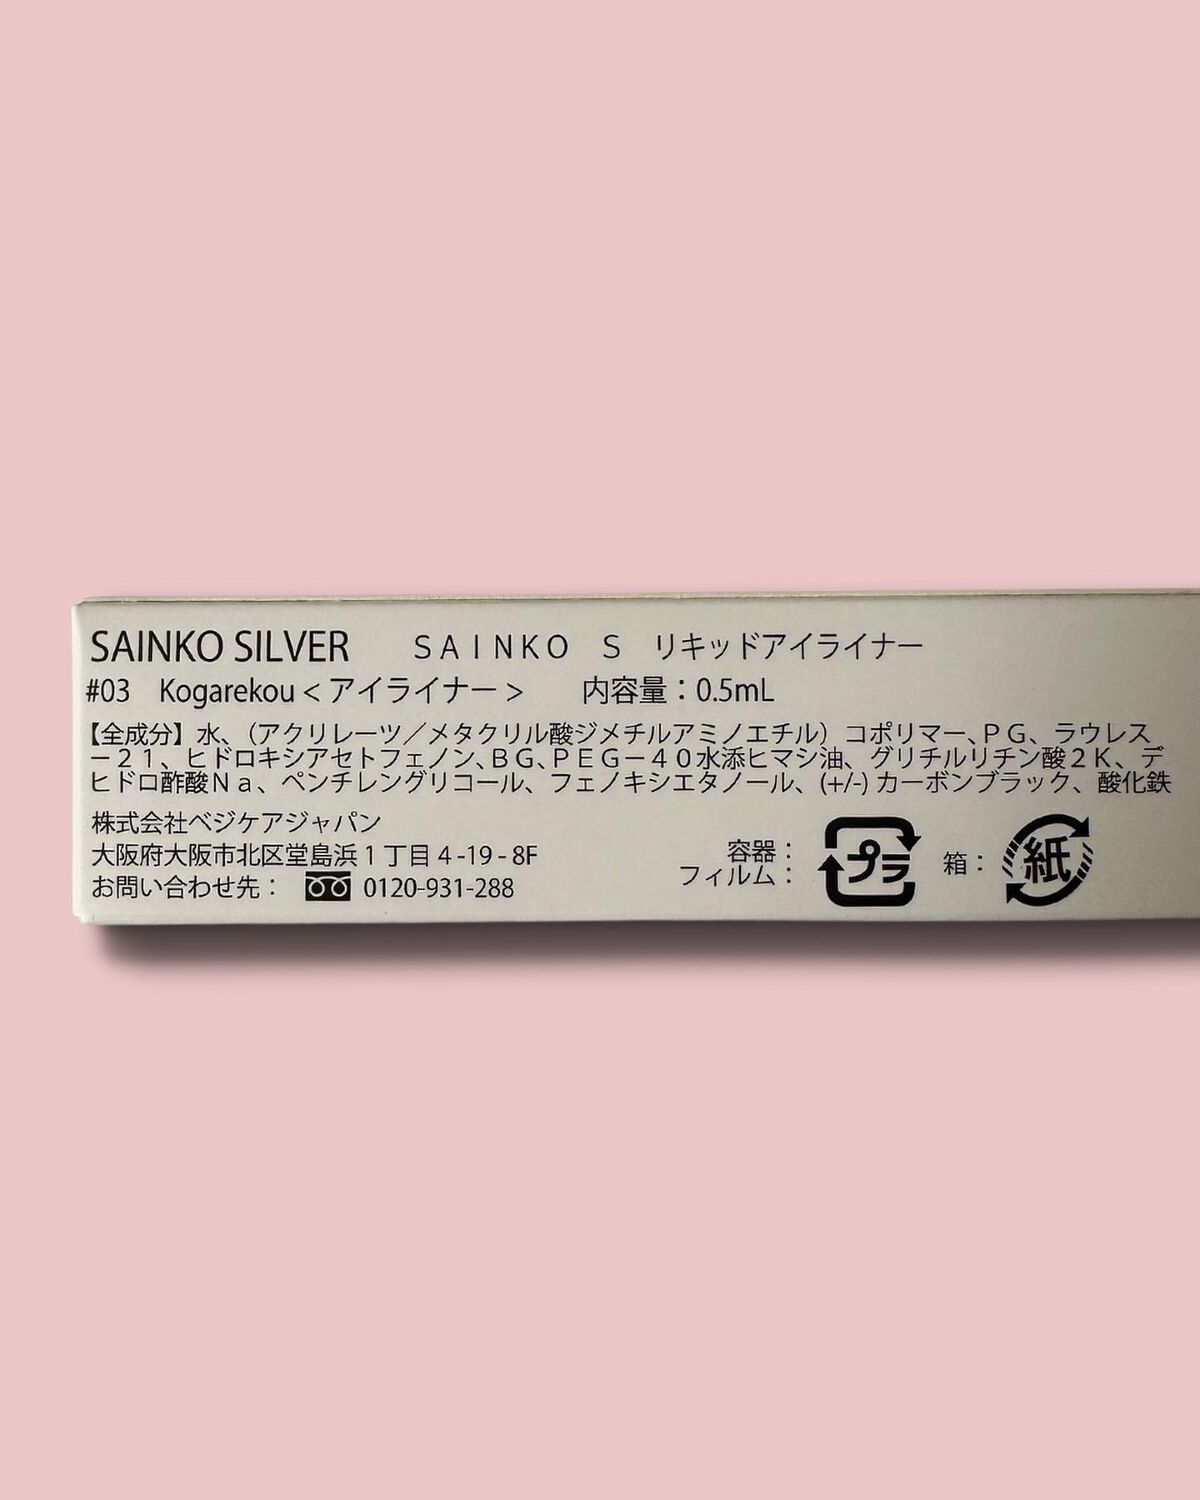 SAINKO SILVER　ＳＡＩＮＫＯ　Ｓ　リキッドアイライナー
#03　Kogarekou＜アイライナー＞　内容量：0.5mL
【全成分】水、（アクリレーツ／メタクリル酸ジメチルアミノエチル）コポリマー、ＰＧ、ラウレス
－２１、ヒドロキシアセトフェノン、ＢＧ、ＰＥＧ－４０水添ヒマシ油、グリチルリチン酸２Ｋ、デ
ヒドロ酢酸Ｎａ、ペンチレングリコール、フェノキシエタノール、(+/-) カーボンブラック、酸化鉄
株式会社ベジケアジャパン
大阪府大阪市北区堂島浜１丁目４-19-8F
お問い合わせ先： 0120-931-288
容器：
フィルム：
プラ
箱：
紙